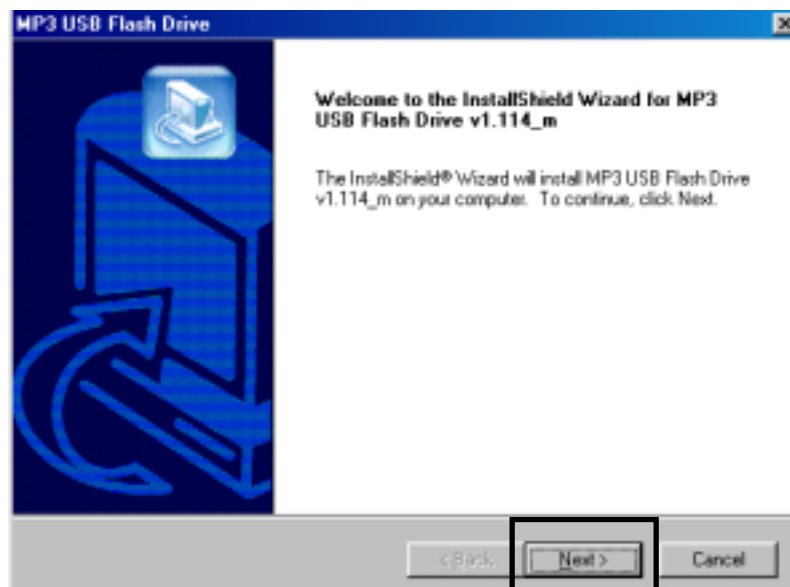 MP3 USB Flash Drive
Welcome to the InstallShield Wizard for MP3
USB Flash Drive v1.114_m
The InstallShield® Wizard will install MP3 USB Flash Drive
v1.114_m on your computer. To continue, click Next.
< Back Next > Cancel